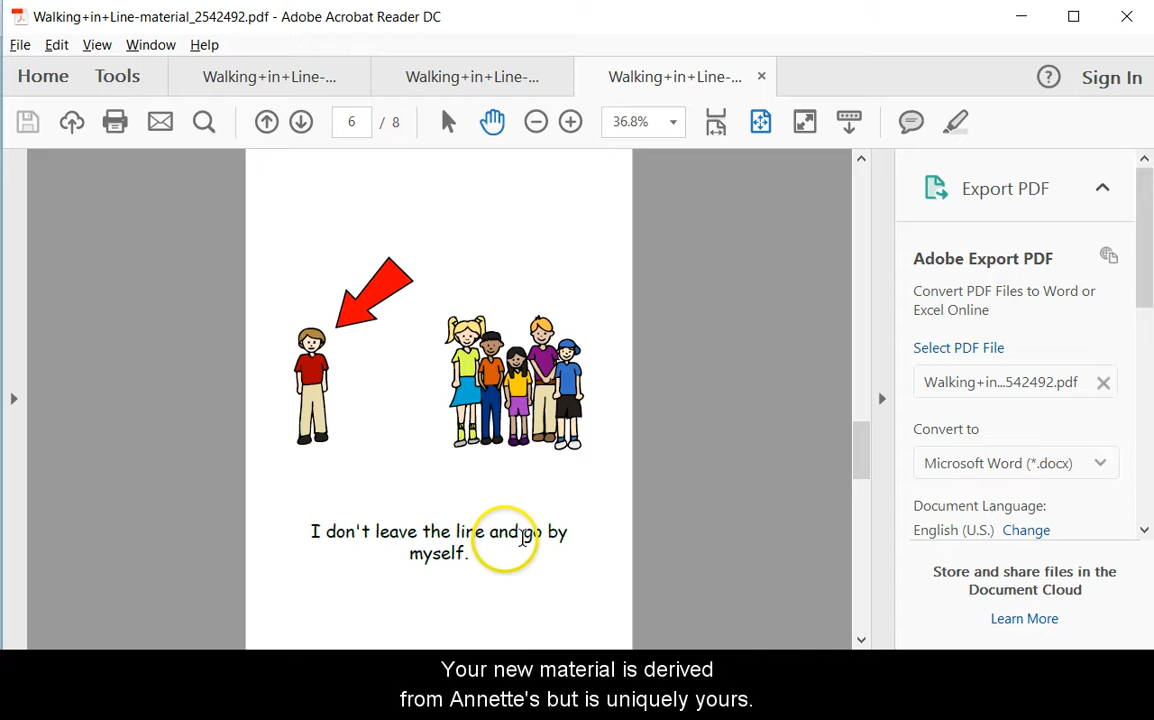 Walking+in+Line-material_2542492.pdf - Adobe Acrobat Reader DC
File Edit View Window Help
Home Tools Walking+in+Line-... Walking+in+Line-... Walking+in+Line-... Sign In
6 / 8 36.8%
Export PDF
Adobe Export PDF
Convert PDF Files to Word or
Excel Online
Select PDF File
Walking+in...542492.pdf
Convert to
Microsoft Word (*.docx)
Document Language:
English (U.S.) Change
Store and share files in the
Document Cloud
Learn More
I don't leave the line and go by
myself.
Your new material is derived
from Annette's but is uniquely yours.